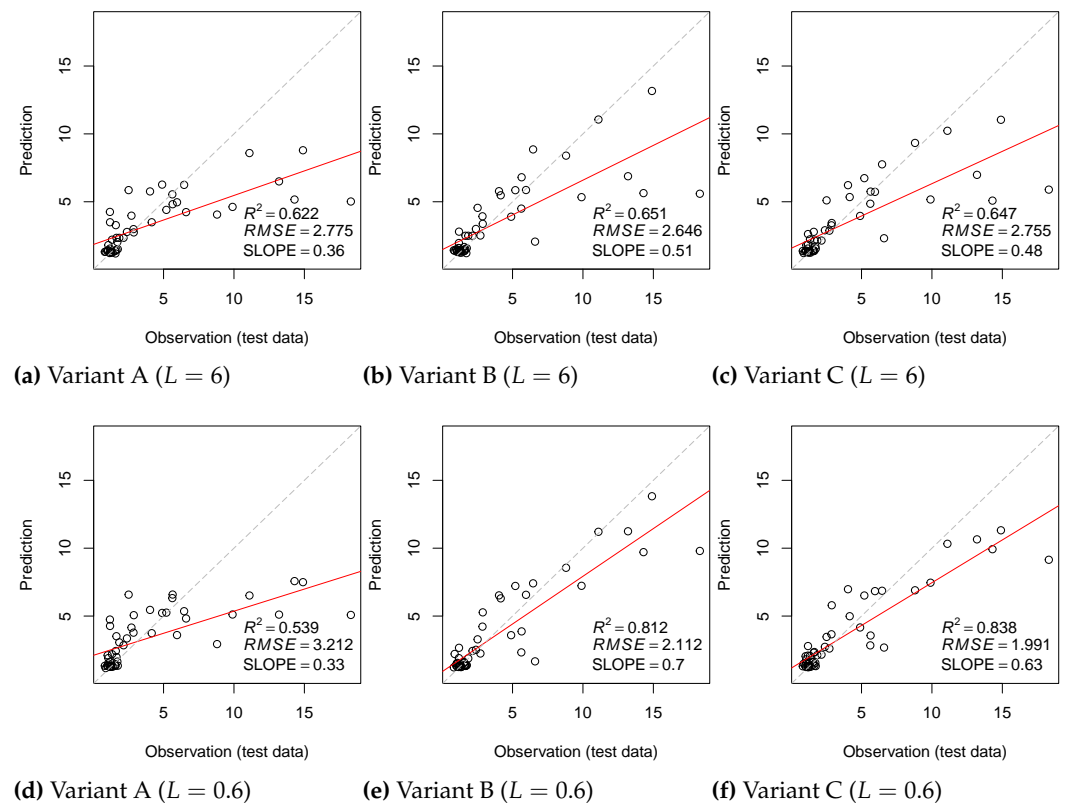 15
10
5
Prediction
R² = 0.622
RMSE = 2.775
SLOPE = 0.36
5 10 15
Observation (test data)
(a) Variant A (L = 6)
15
10
5
Prediction
R² = 0.651
RMSE = 2.646
SLOPE = 0.51
5 10 15
Observation (test data)
(b) Variant B (L = 6)
15
10
5
Prediction
R² = 0.647
RMSE = 2.755
SLOPE = 0.48
5 10 15
Observation (test data)
(c) Variant C (L = 6)
15
10
5
Prediction
R² = 0.539
RMSE = 3.212
SLOPE = 0.33
5 10 15
Observation (test data)
(d) Variant A (L = 0.6)
15
10
5
Prediction
R² = 0.812
RMSE = 2.112
SLOPE = 0.7
5 10 15
Observation (test data)
(e) Variant B (L = 0.6)
15
10
5
Prediction
R² = 0.838
RMSE = 1.991
SLOPE = 0.63
5 10 15
Observation (test data)
(f) Variant C (L = 0.6)